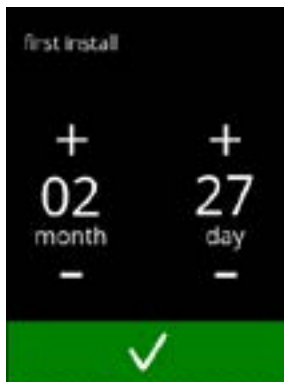 first install
+ +
02 27
month day
- -